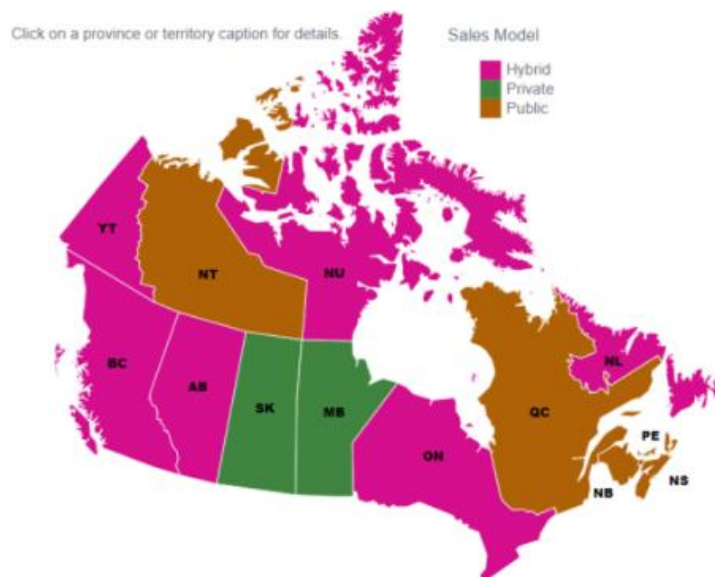 Click on a province or territory caption for details.
Sales Model
Hybrid
Private
Public
YT
NT
NU
BC
AB
SK
MB
ON
QC
NL
PE
NB
NS